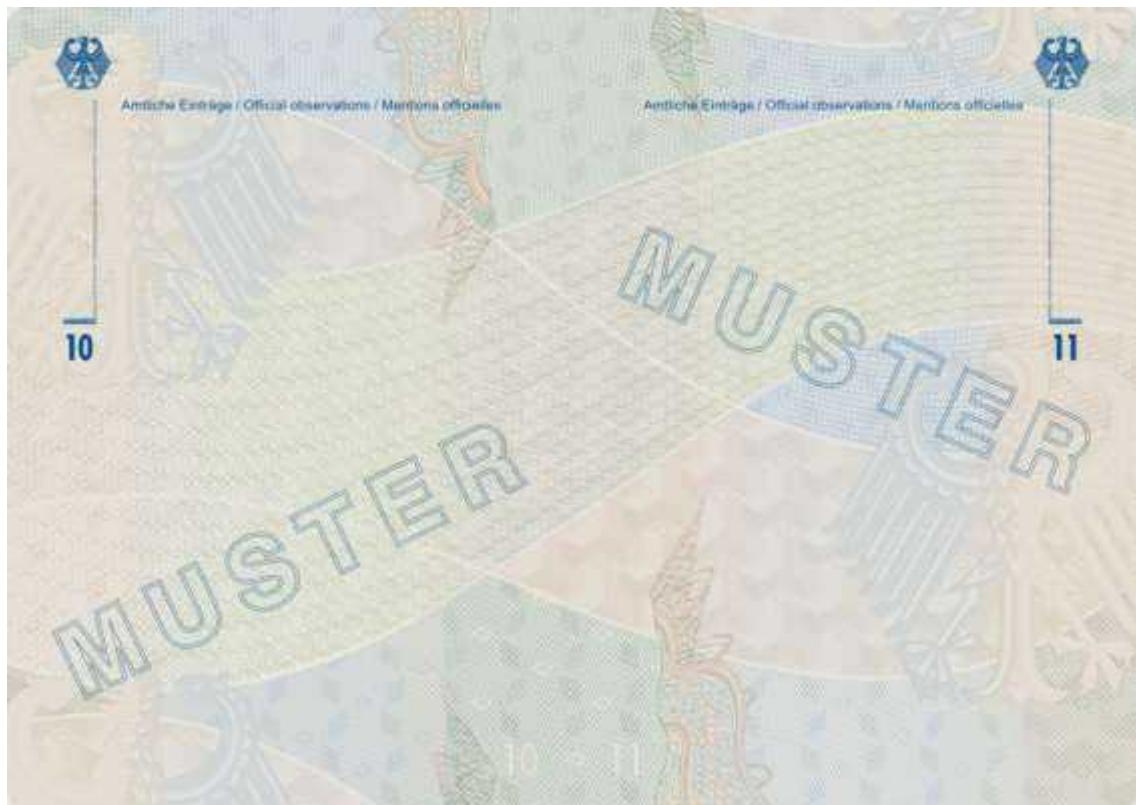 Amtliche Einträge / Official observations / Mentions officielles
10
MUSTER
Amtliche Einträge / Official observations / Mentions officielles
11
MUSTER
10 - 11